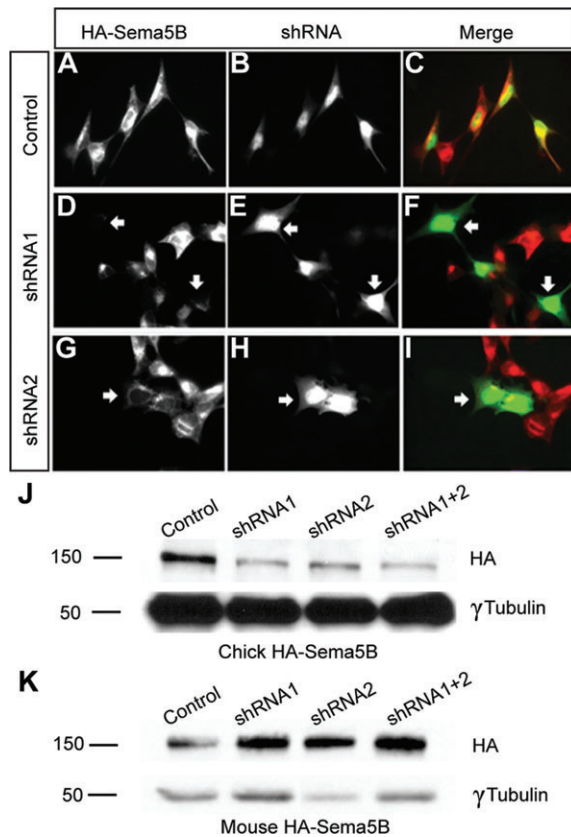 HA-Sema5B shRNA Merge
Control
A B C
shRNA1
D E F
shRNA2
G H I
J
Control shRNA1 shRNA2 shRNA1+2
150 HA
50 γTubulin
Chick HA-Sema5B
K
Control shRNA1 shRNA2 shRNA1+2
150 HA
50 γTubulin
Mouse HA-Sema5B